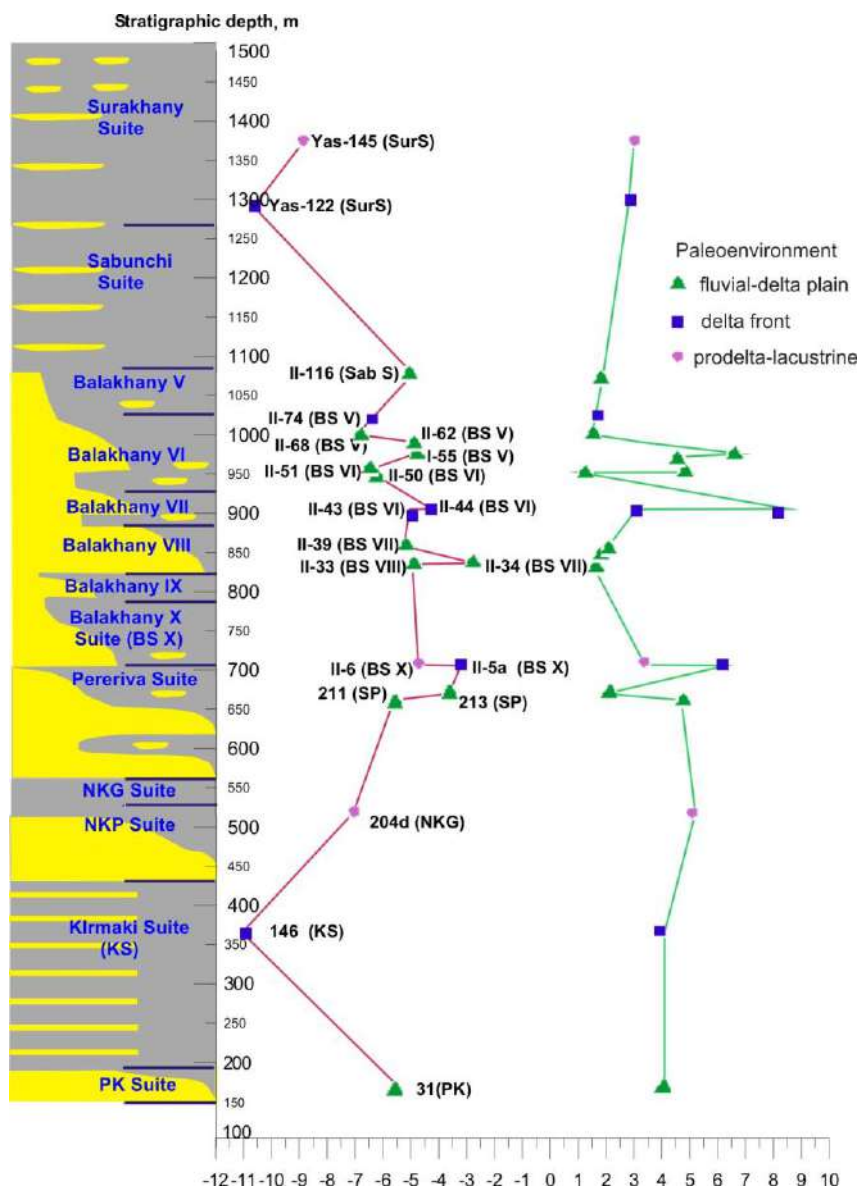 Stratigraphic depth, m
1500
1450
Surakhany
Suite
1400
1350
1300
1250
Sabunchi
Suite
1200
1150
1100
Balakhany V
1050
1000
Balakhany VI
950
Balakhany VII
900
Balakhany VIII
850
Balakhany IX
800
Balakhany X
Suite (BS X)
750
700
Pereriva Suite
650
600
NKG Suite
550
NKP Suite
500
450
400
KIrmaki Suite
(KS)
350
300
250
200
PK Suite
150
100
Yas-145 (SurS)
Yas-122 (SurS)
II-116 (Sab S)
II-74 (BS V)
II-62 (BS V)
II-68 (BS V)
I-55 (BS V)
II-51 (BS VI)
II-50 (BS VI)
II-43 (BS VI)
II-44 (BS VI)
II-39 (BS VII)
II-33 (BS VIII)
II-34 (BS VII)
II-6 (BS X)
II-5a (BS X)
211 (SP)
213 (SP)
204d (NKG)
146 (KS)
31(PK)
Paleoenvironment
fluvial-delta plain
delta front
prodelta-lacustrine
-12 -11 -10 -9 -8 -7 -6 -5 -4 -3 -2 -1 0 1 2 3 4 5 6 7 8 9 10